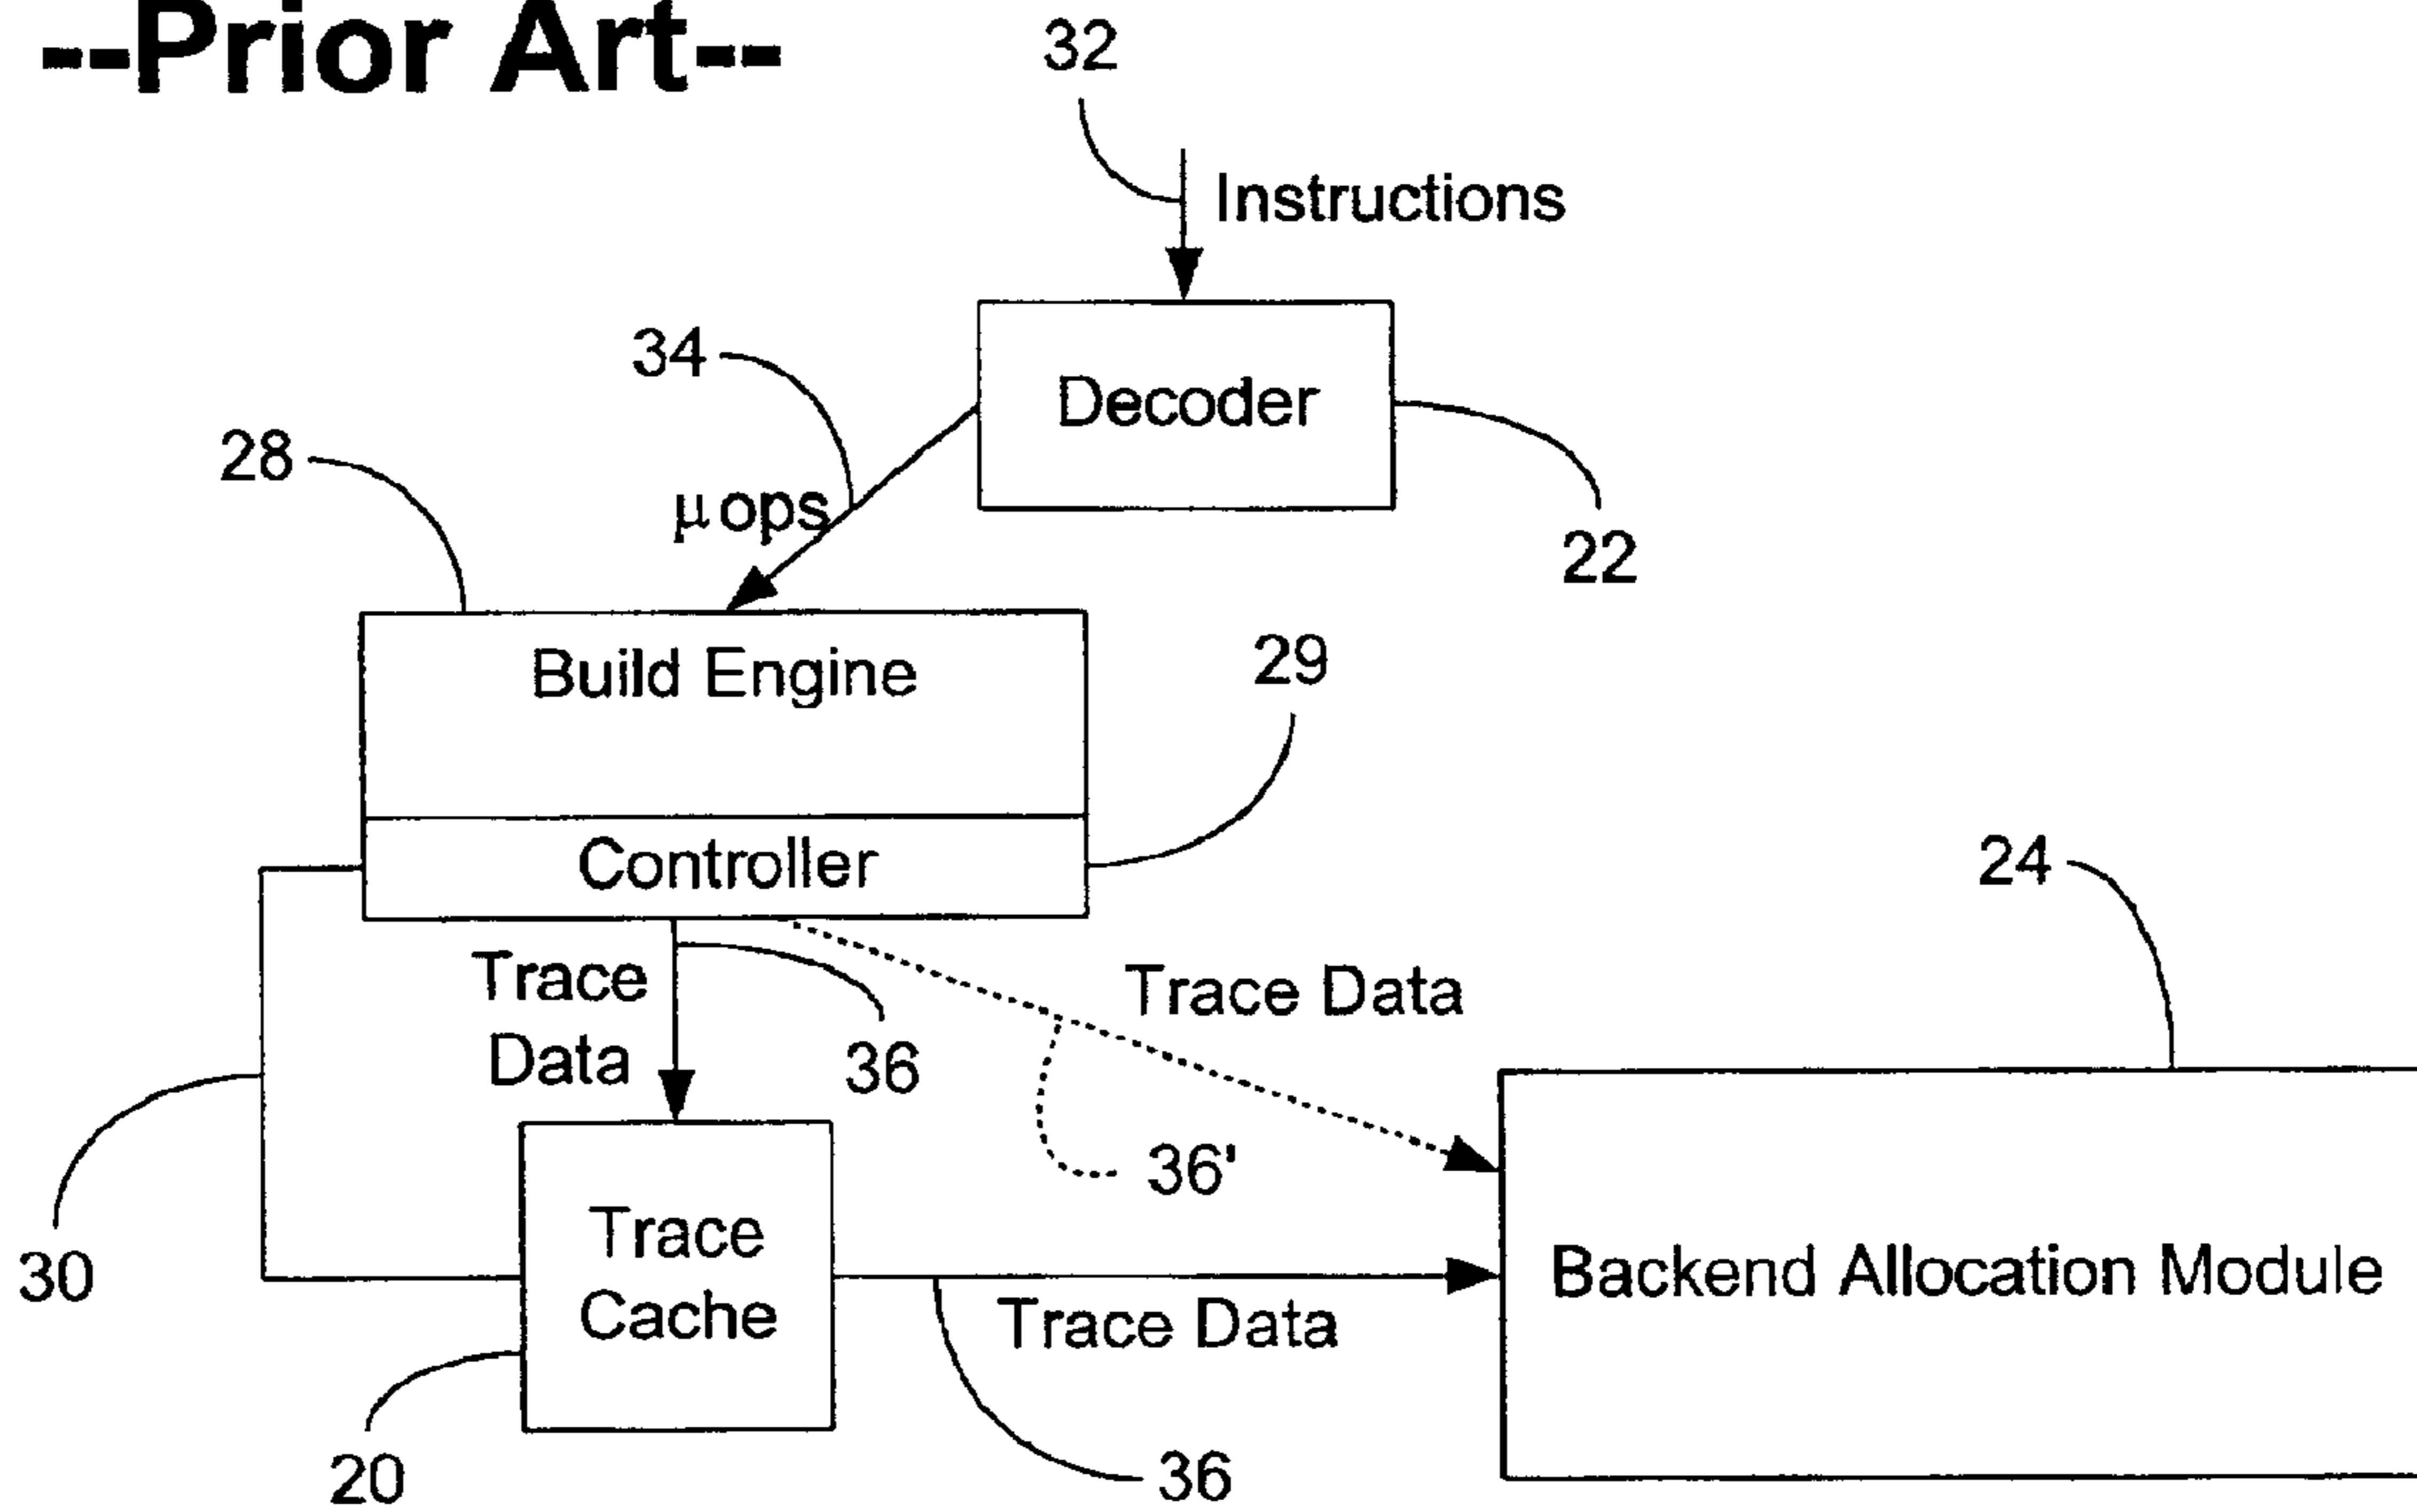 --Prior Art--
32
Instructions
34
Decoder
28
μops
22
Build Engine
29
Controller
24
Trace
Data
Trace Data
36
36'
Trace
Cache
Backend Allocation Module
30
Trace Data
20
36